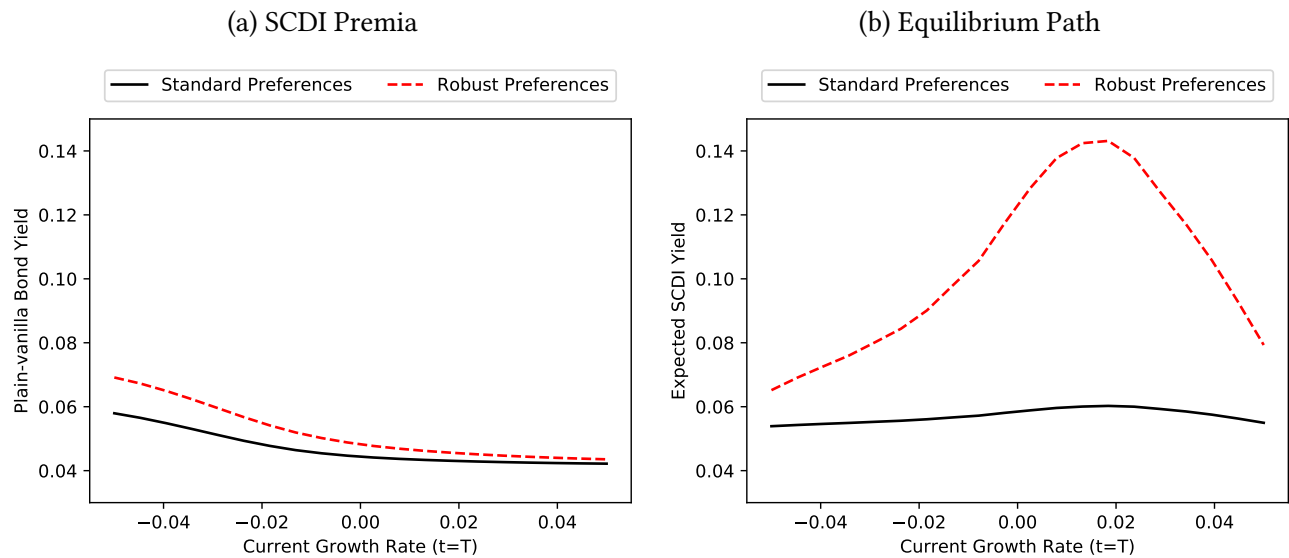 (a) SCDI Premia
Standard Preferences
Robust Preferences
0.14
0.12
0.10
0.08
0.06
0.04
Plain-vanilla Bond Yield
−0.04
−0.02
0.00
0.02
0.04
Current Growth Rate (t=T)
(b) Equilibrium Path
Standard Preferences
Robust Preferences
0.14
0.12
0.10
0.08
0.06
0.04
Expected SCDI Yield
−0.04
−0.02
0.00
0.02
0.04
Current Growth Rate (t=T)